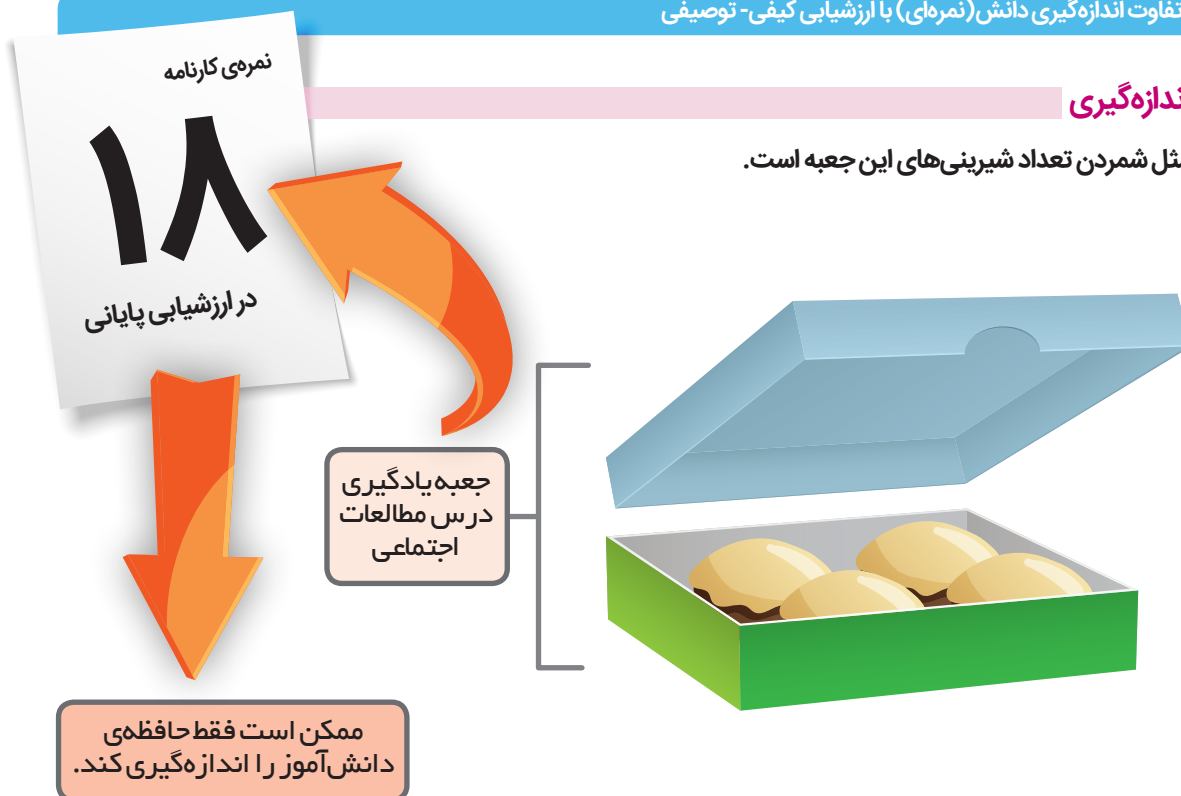 تفاوت اندازه‌گیری دانش(نمره‌ای) با ارزشیابی کیفی- توصیفی
ندازه‌گیری
ثل شمردن تعداد شیرینی‌های این جعبه است.
نمره‌ی کارنامه
۱۸
در ارزشیابی پایانی
جعبه یادگیری
درس مطالعات
اجتماعی
ممکن است فقط حافظه‌ی
دانش‌آموز را اندازه‌گیری کند.